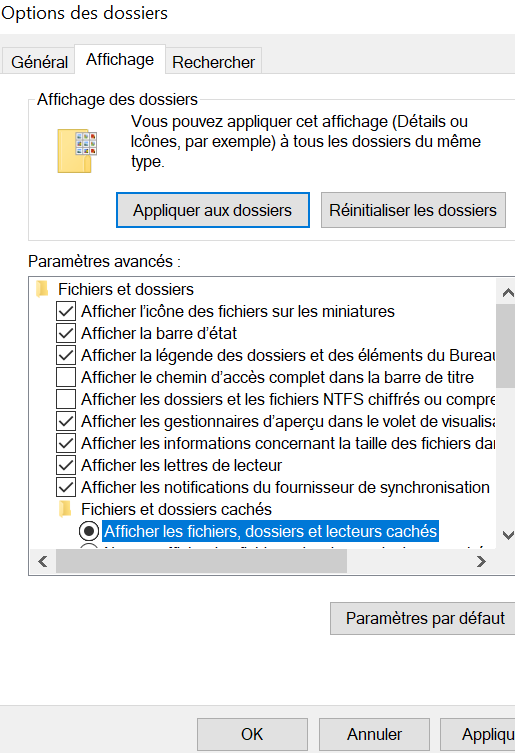 Options des dossiers
Général
Affichage
Rechercher
Affichage des dossiers
Vous pouvez appliquer cet affichage (Détails ou
Icônes, par exemple) à tous les dossiers du même
type.
Appliquer aux dossiers
Réinitialiser les dossiers
Paramètres avancés :
Fichiers et dossiers
Afficher l'icône des fichiers sur les miniatures
Afficher la barre d'état
Afficher la légende des dossiers et des éléments du Bureau
Afficher le chemin d'accès complet dans la barre de titre
Afficher les dossiers et les fichiers NTFS chiffrés ou compre
Afficher les gestionnaires d'aperçu dans le volet de visualisa
Afficher les informations concernant la taille des fichiers dan
Afficher les lettres de lecteur
Afficher les notifications du fournisseur de synchronisation
Fichiers et dossiers cachés
Afficher les fichiers, dossiers et lecteurs cachés
Paramètres par défaut
OK
Annuler
Appliqu